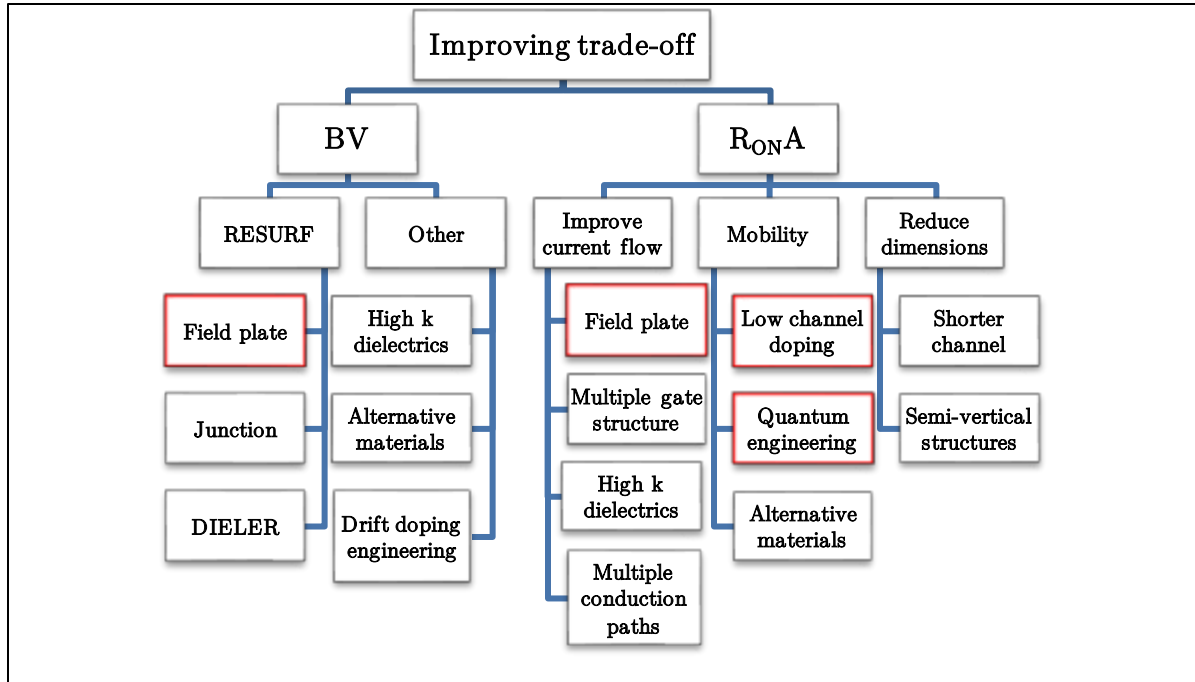 Improving trade-off
BV
R_ON A
RESURF
Other
Improve
current flow
Mobility
Reduce
dimensions
Field plate
Junction
DIELER
High k
dielectrics
Alternative
materials
Drift doping
engineering
Field plate
Multiple gate
structure
High k
dielectrics
Multiple
conduction
paths
Low channel
doping
Quantum
engineering
Alternative
materials
Shorter
channel
Semi-vertical
structures